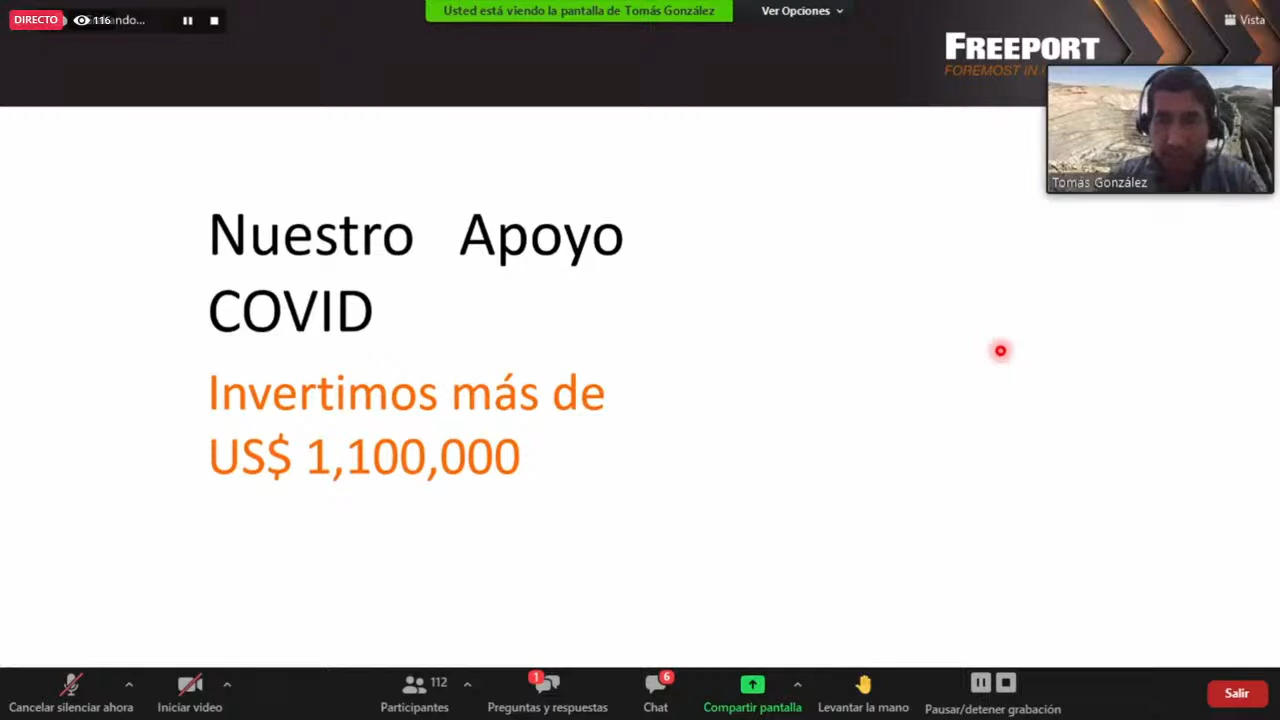 DIRECTO
116
ando...
Usted está viendo la pantalla de Tomás González
Ver Opciones
Vista
FREEPORT
FOREMOST IN
Tomás González
Nuestro Apoyo
COVID
Invertimos más de
US$ 1,100,000
Cancelar silenciar ahora
Iniciar video
112
Participantes
1
Preguntas y respuestas
6
Chat
Compartir pantalla
Levantar la mano
Pausar/detener grabación
Salir